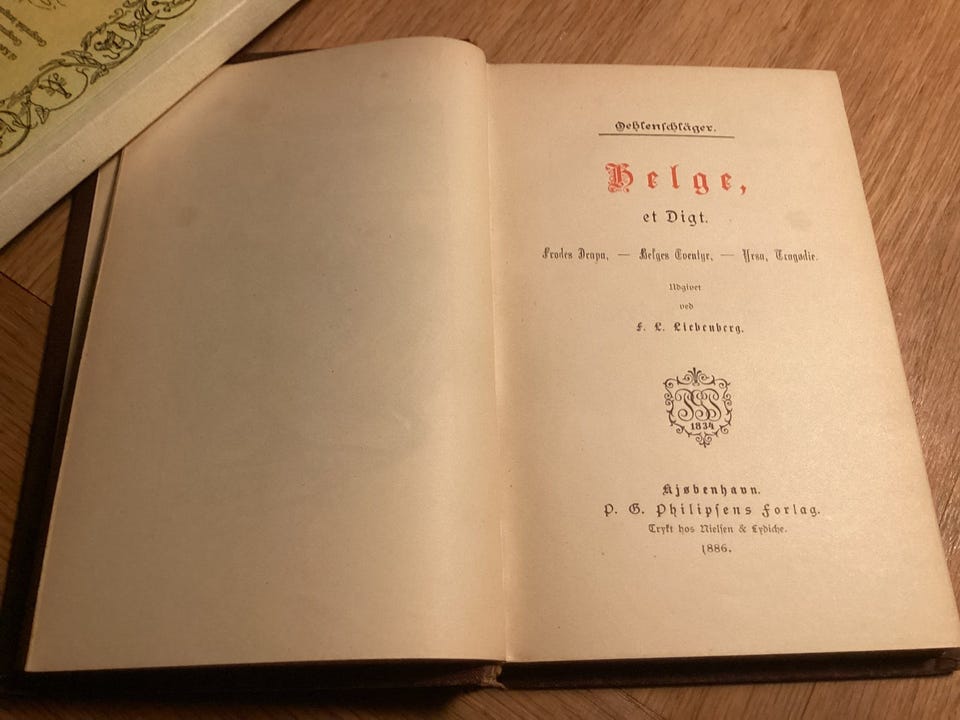 Oehlenschläger.
Helge,
et Digt.
Frodes Drapa, — Helges Eventyr, — Yrsa, Tragødie.
Udgivet
ved
F. L. Liebenberg.
1834
Kjøbenhavn.
P. G. Philipsens Forlag.
Trykt hos Nielsen & Lydiche.
1886.